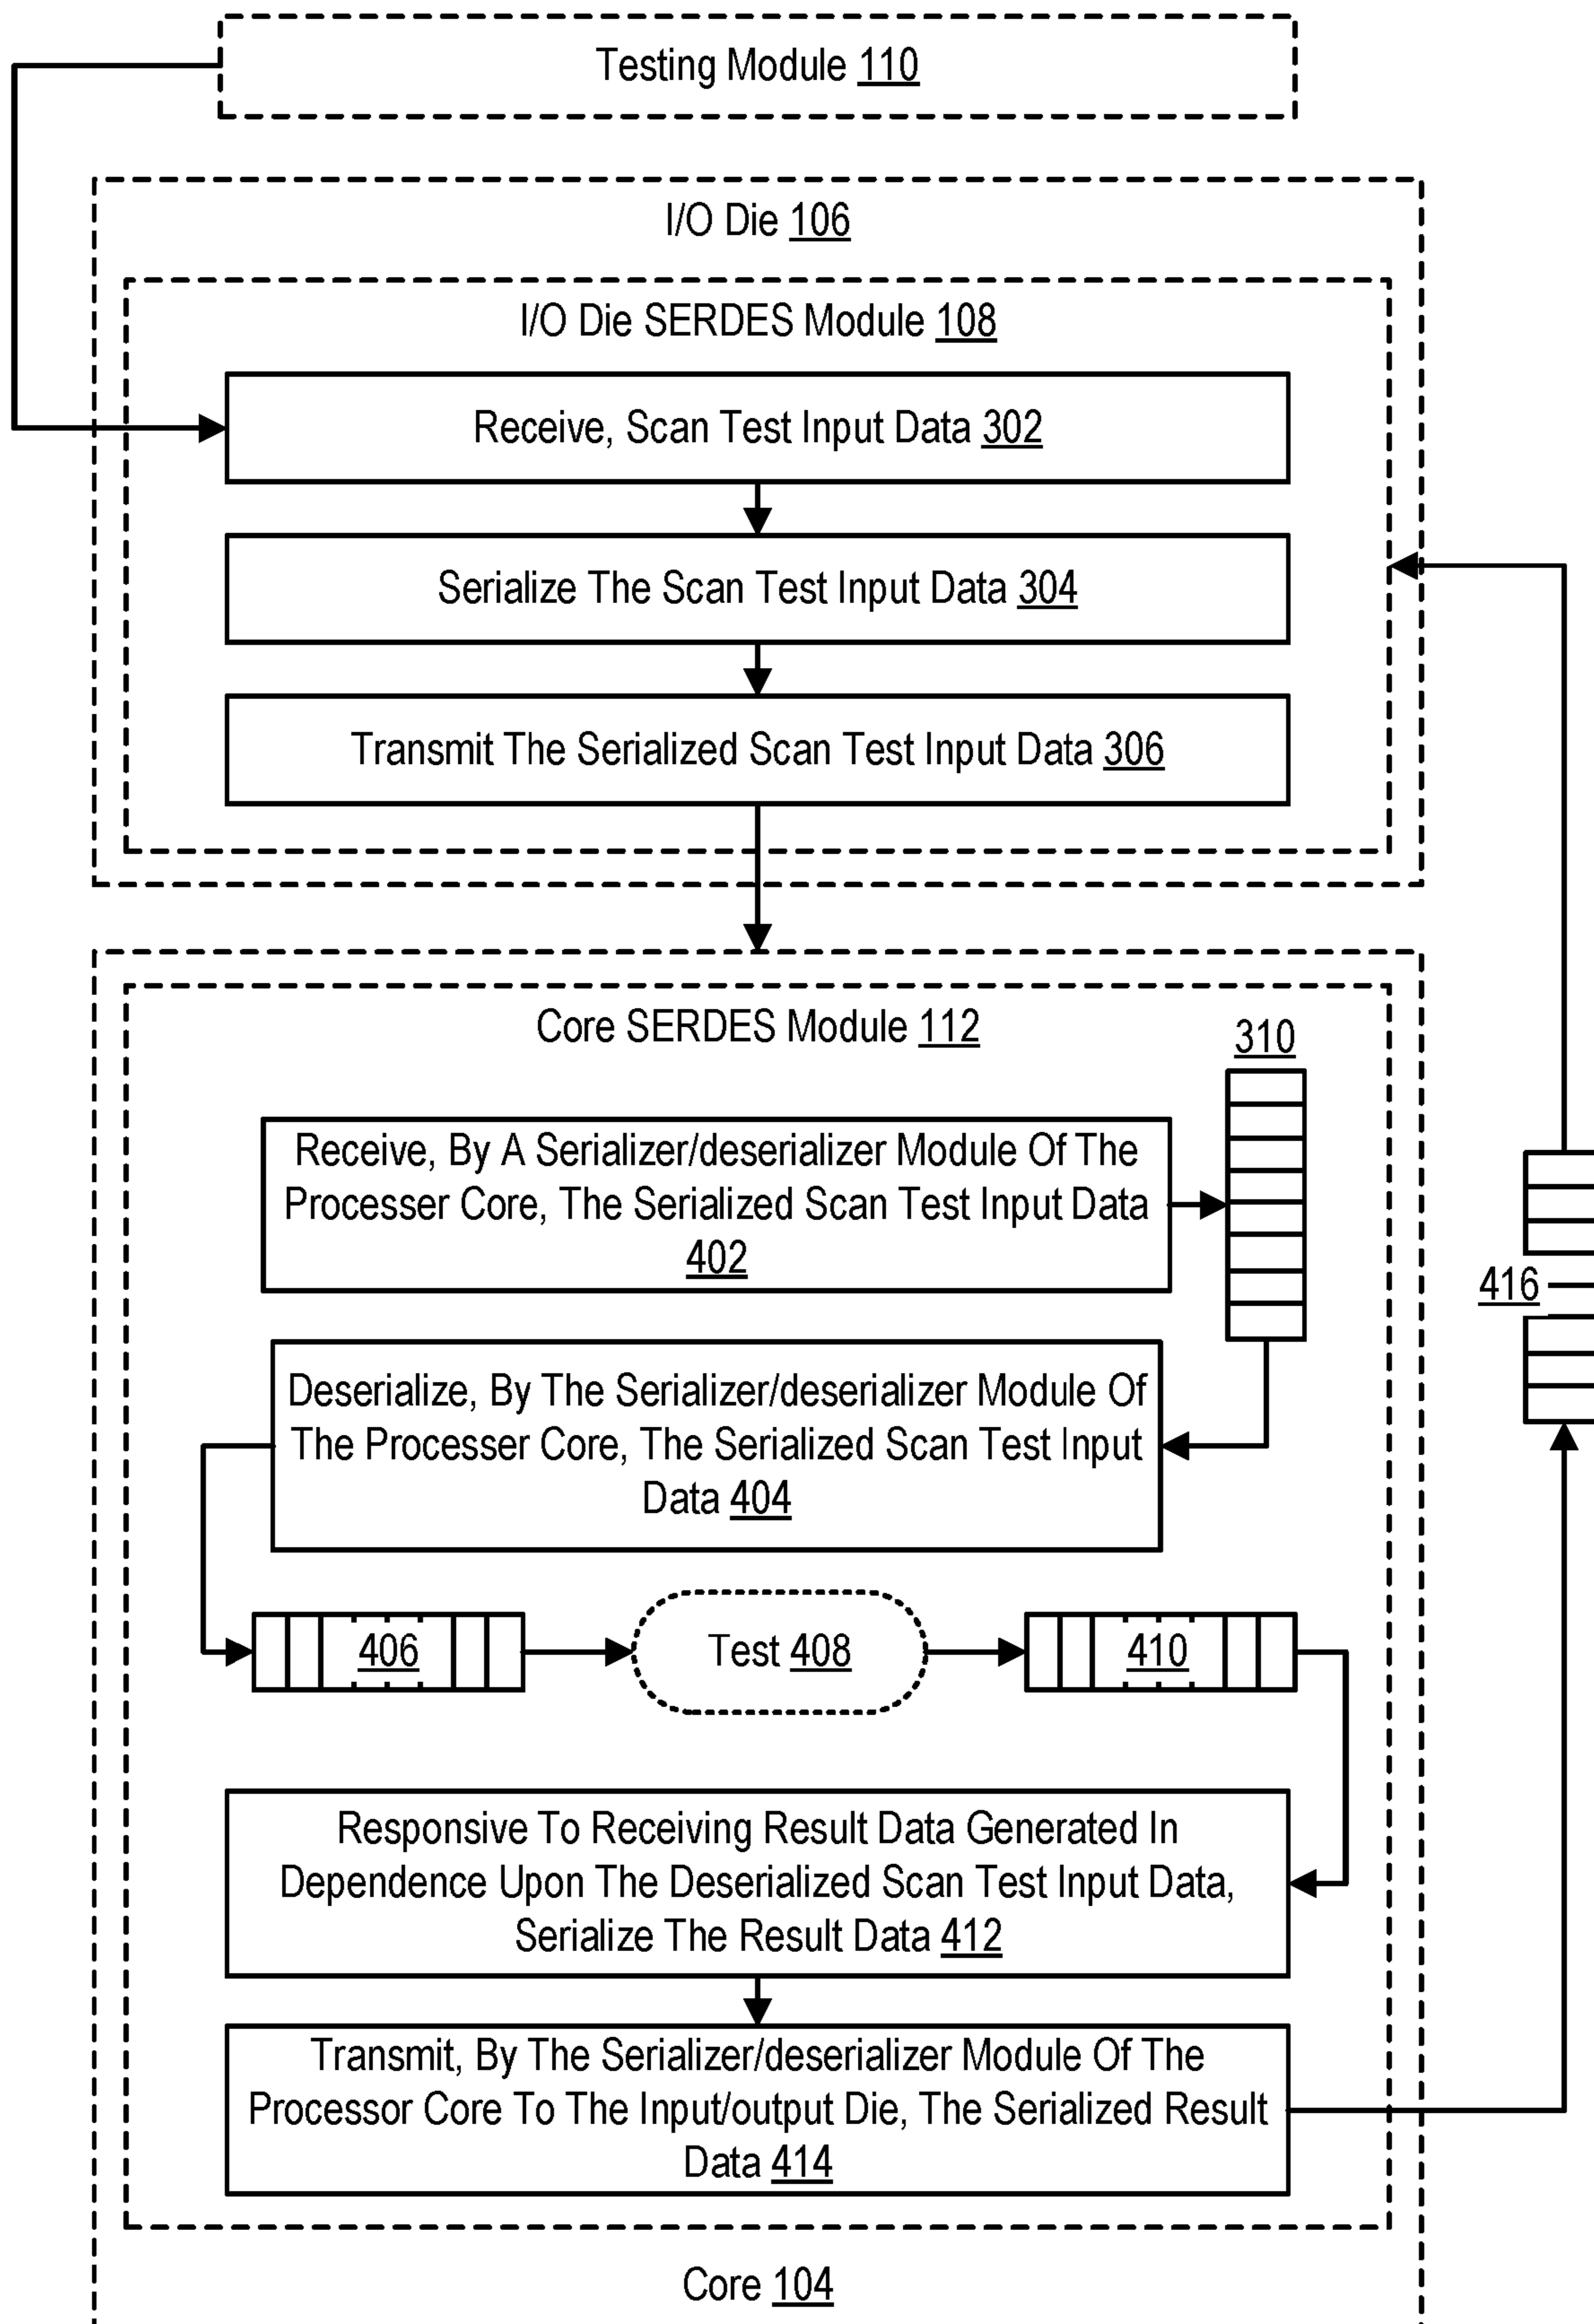 Testing Module 110
I/O Die 106
I/O Die SERDES Module 108
Receive, Scan Test Input Data 302
Serialize The Scan Test Input Data 304
Transmit The Serialized Scan Test Input Data 306
Core SERDES Module 112
310
Receive, By A Serializer/deserializer Module Of The
Processer Core, The Serialized Scan Test Input Data
402
416
Deserialize, By The Serializer/deserializer Module Of
The Processer Core, The Serialized Scan Test Input
Data 404
406
Test 408
410
Responsive To Receiving Result Data Generated In
Dependence Upon The Deserialized Scan Test Input Data,
Serialize The Result Data 412
Transmit, By The Serializer/deserializer Module Of The
Processor Core To The Input/output Die, The Serialized Result
Data 414
Core 104